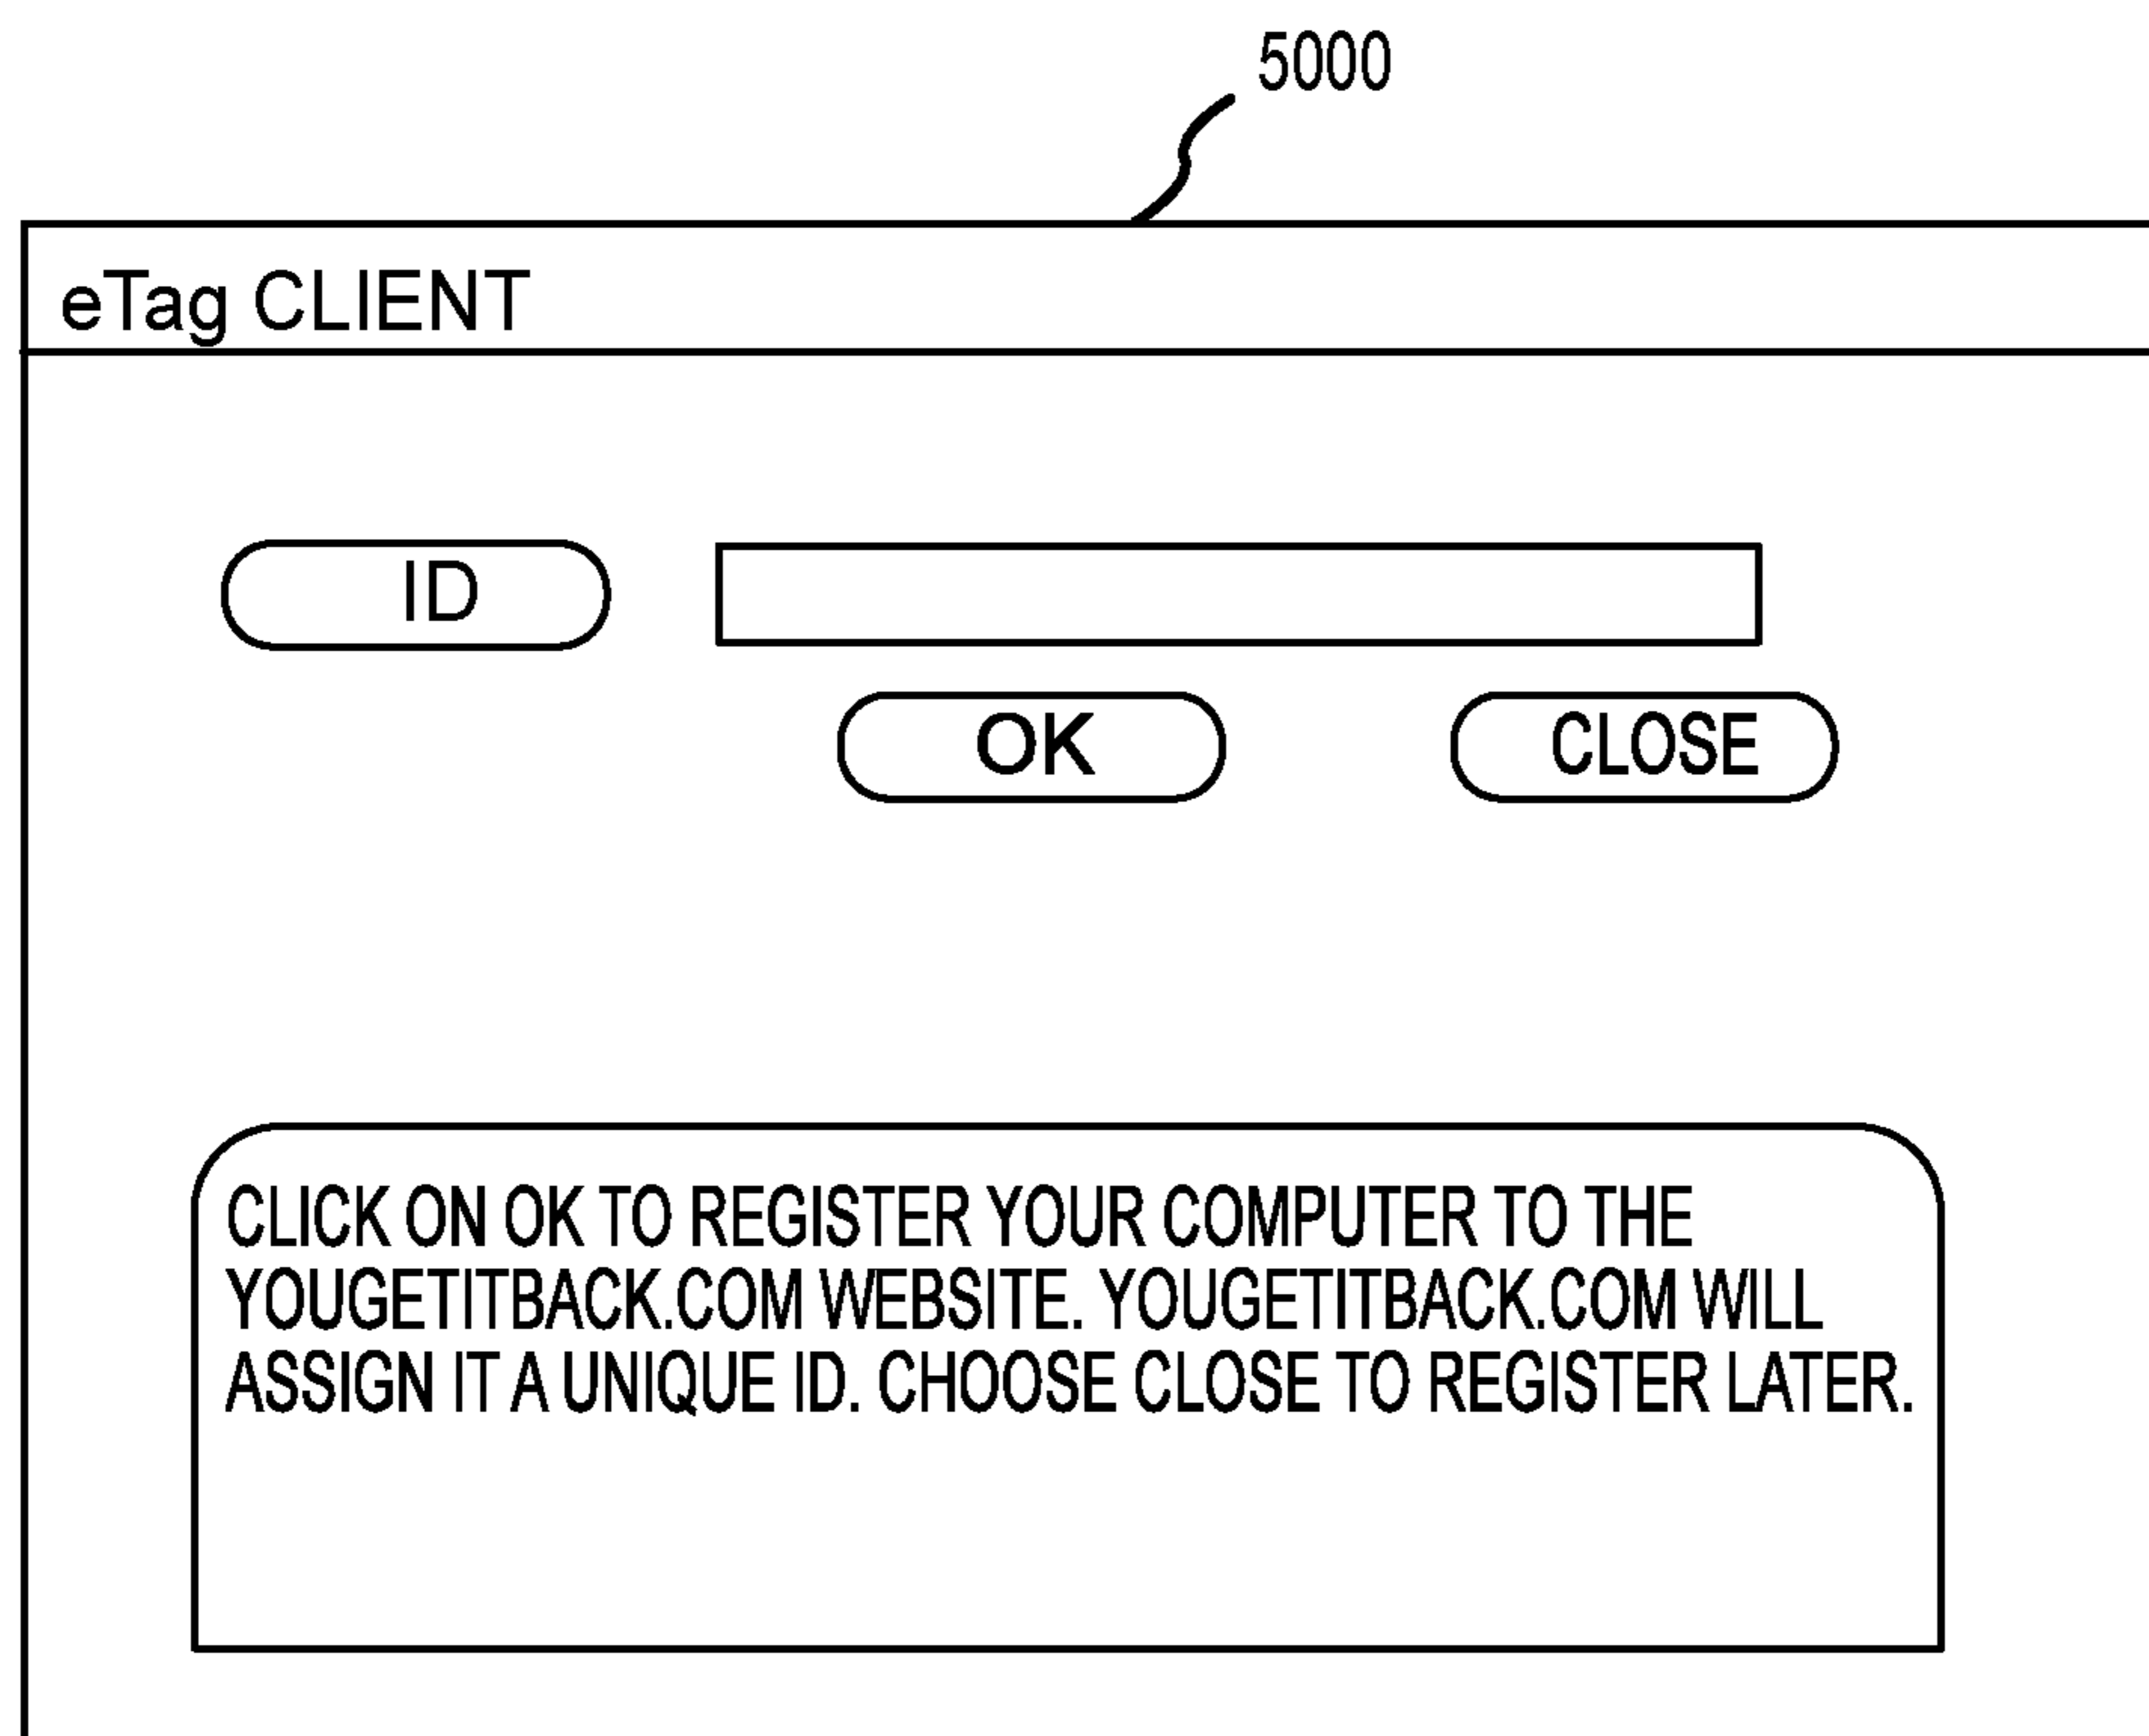 5000
eTag CLIENT
ID
OK CLOSE
CLICK ON OK TO REGISTER YOUR COMPUTER TO THE
YOUGETITBACK.COM WEBSITE. YOUGETITBACK.COM WILL
ASSIGN IT A UNIQUE ID. CHOOSE CLOSE TO REGISTER LATER.